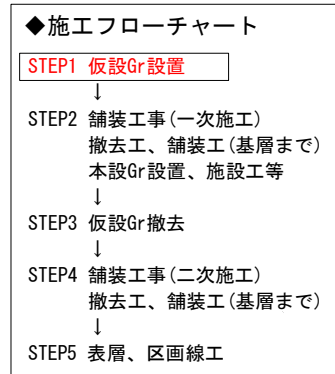 ◆施工フローチャート
STEP1 仮設Gr設置
↓
STEP2 舗装工事(一次施工)
撤去工、舗装工(基層まで)
本設Gr設置、施設工等
↓
STEP3 仮設Gr撤去
↓
STEP4 舗装工事(二次施工)
撤去工、舗装工(基層まで)
↓
STEP5 表層、区画線工